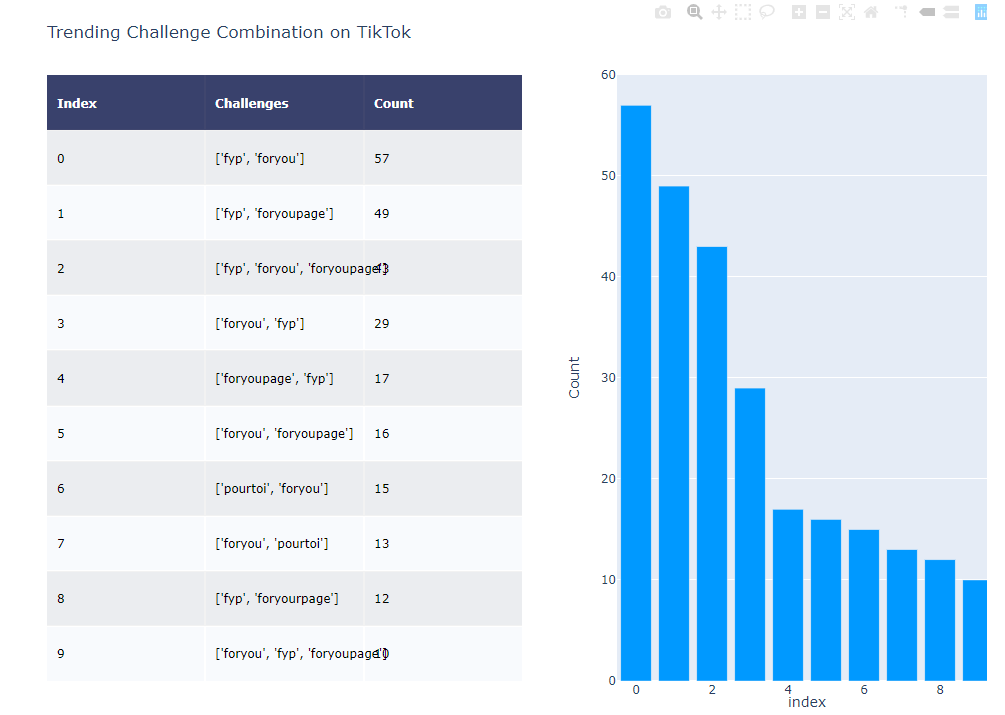 Trending Challenge Combination on TikTok
Index Challenges Count
0 ['fyp', 'foryou'] 57
1 ['fyp', 'foryoupage'] 49
2 ['fyp', 'foryou', 'foryoupage'] 43
3 ['foryou', 'fyp'] 29
4 ['foryoupage', 'fyp'] 17
5 ['foryou', 'foryoupage'] 16
6 ['pourtoi', 'foryou'] 15
7 ['foryou', 'pourtoi'] 13
8 ['fyp', 'foryourpage'] 12
9 ['foryou', 'fyp', 'foryoupage'] 10
60
50
40
30
20
10
0
Count
0 2 4 6 8
index